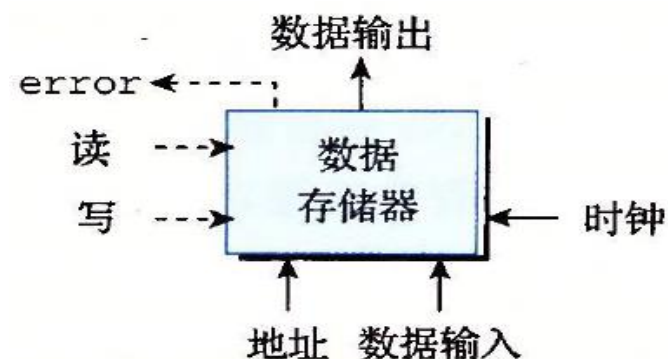 数据输出
error
读
数据
存储器
写
时钟
地址 数据输入